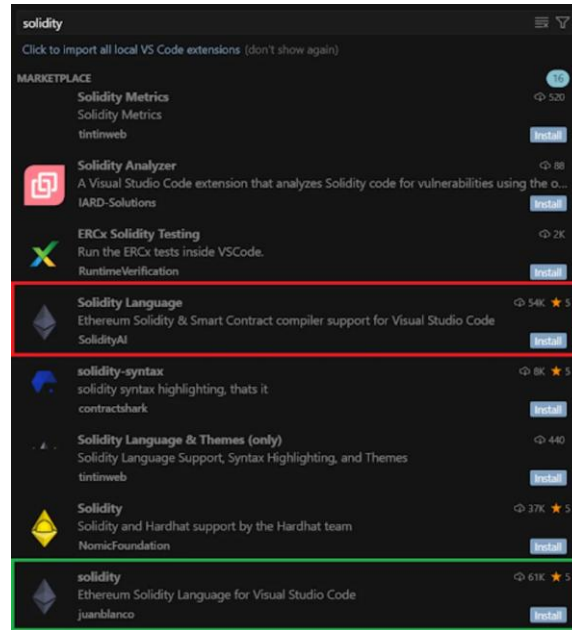 solidity
Click to import all local VS Code extensions (don't show again)
MARKETPLACE 16
Solidity Metrics 520
Solidity Metrics
tintinweb Install
Solidity Analyzer 88
A Visual Studio Code extension that analyzes Solidity code for vulnerabilities using the o...
IARD-Solutions Install
ERCx Solidity Testing 2K
Run the ERCx tests inside VSCode.
RuntimeVerification Install
Solidity Language 54K 5
Ethereum Solidity & Smart Contract compiler support for Visual Studio Code
SolidityAI Install
solidity-syntax 8K 5
solidity syntax highlighting, thats it
contractshark Install
Solidity Language & Themes (only) 440
Solidity Language Support, Syntax Highlighting, and Themes
tintinweb Install
Solidity 37K 5
Solidity and Hardhat support by the Hardhat team
NomicFoundation Install
solidity 61K 5
Ethereum Solidity Language for Visual Studio Code
juanblanco Install